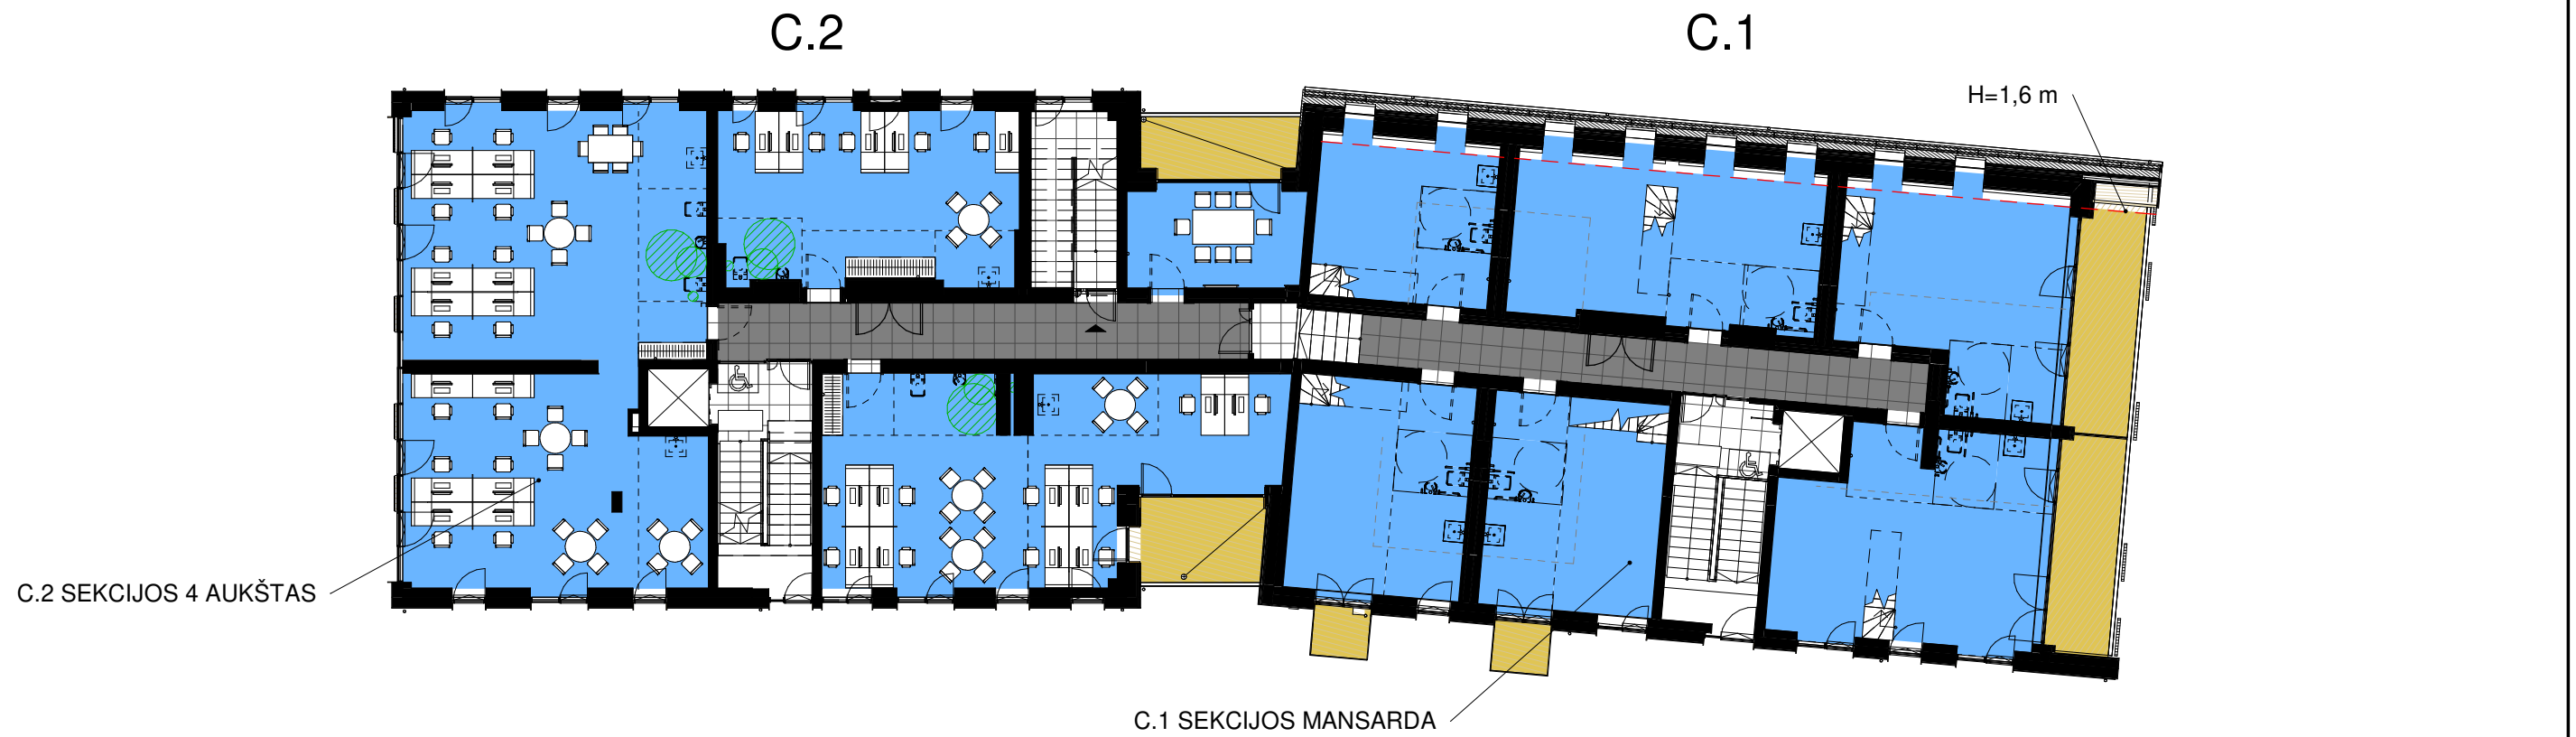 C.2
C.1
H=1,6 m
C.2 SEKCIJOS 4 AUKŠTAS
C.1 SEKCIJOS MANSARDA